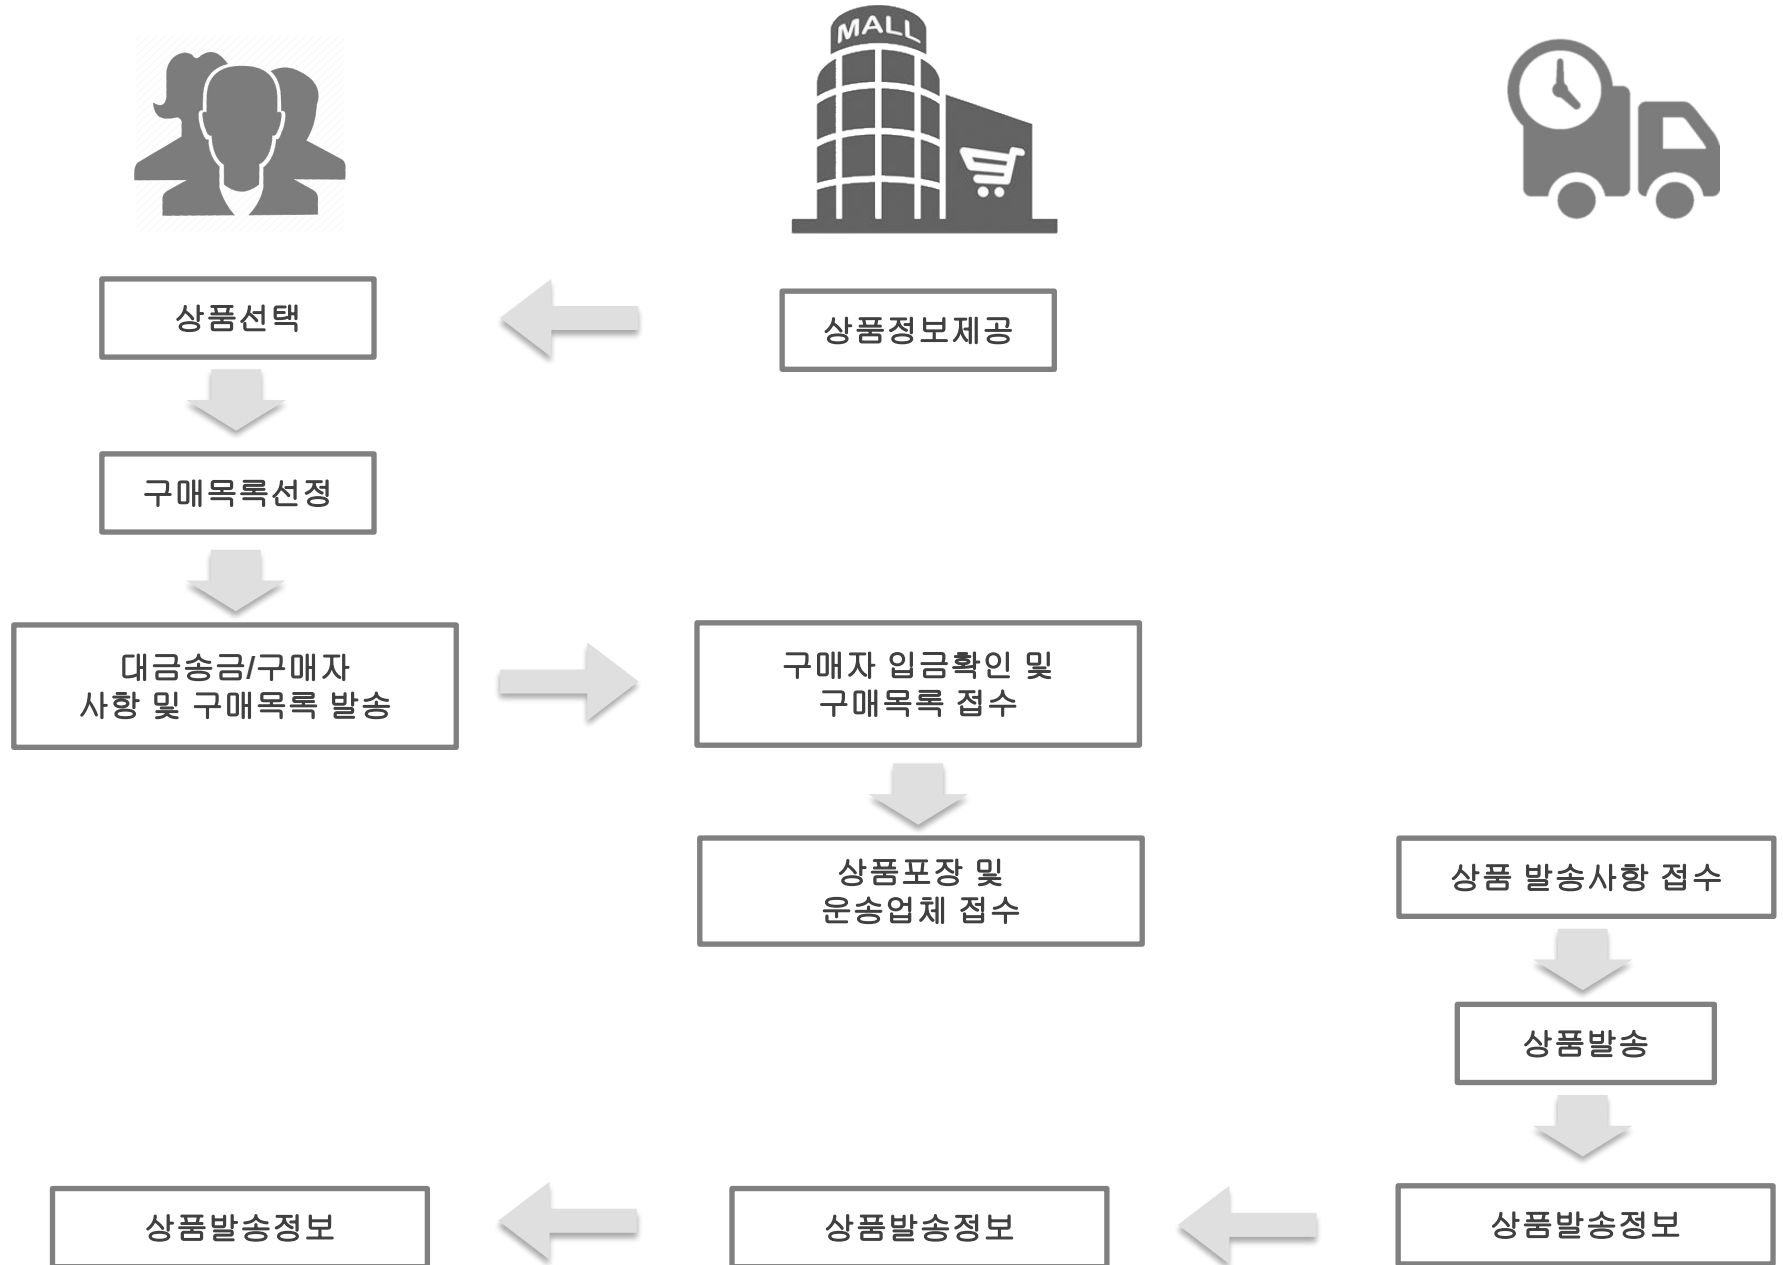 MALL
상품선택
상품정보제공
구매목록선정
대금송금/구매자
사항 및 구매목록 발송
구매자 입금확인 및
구매목록 접수
상품포장 및
운송업체 접수
상품 발송사항 접수
상품발송
상품발송정보
상품발송정보
상품발송정보